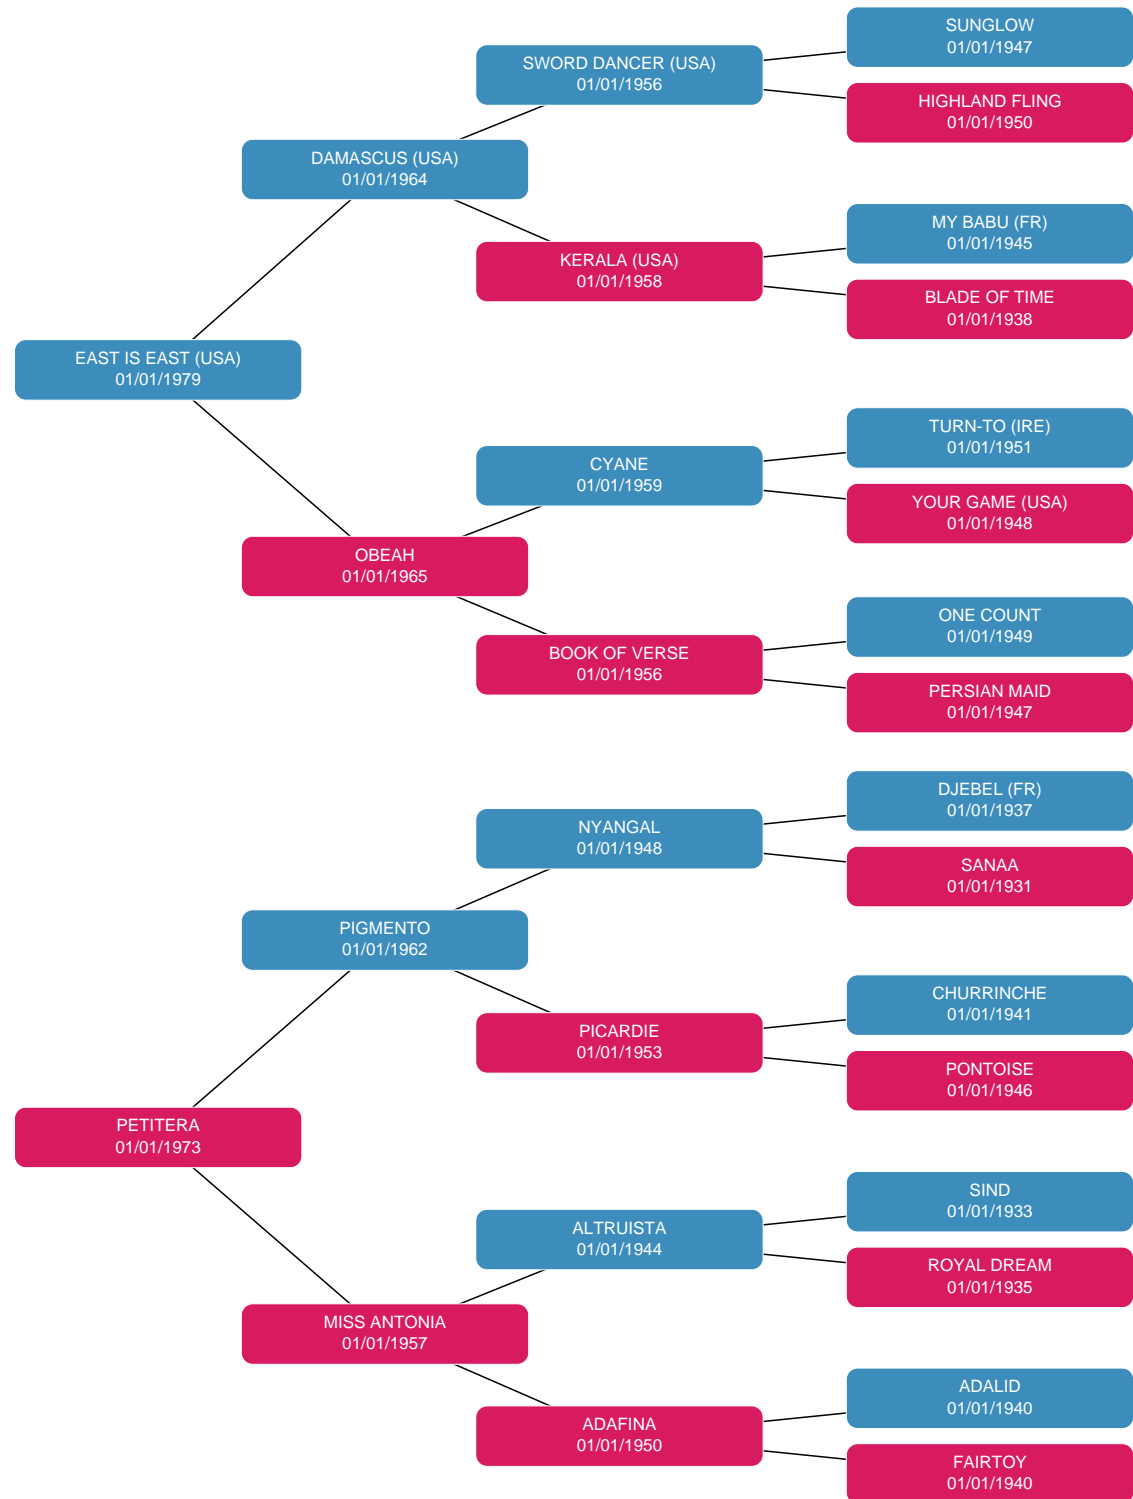 SUNGLOW
01/01/1947
SWORD DANCER (USA)
01/01/1956
HIGHLAND FLING
01/01/1950
DAMASCUS (USA)
01/01/1964
MY BABU (FR)
01/01/1945
KERALA (USA)
01/01/1958
BLADE OF TIME
01/01/1938
EAST IS EAST (USA)
01/01/1979
TURN-TO (IRE)
01/01/1951
CYANE
01/01/1959
YOUR GAME (USA)
01/01/1948
OBEAH
01/01/1965
ONE COUNT
01/01/1949
BOOK OF VERSE
01/01/1956
PERSIAN MAID
01/01/1947
DJEBEL (FR)
01/01/1937
NYANGAL
01/01/1948
SANAA
01/01/1931
PIGMENTO
01/01/1962
CHURRINCHE
01/01/1941
PICARDIE
01/01/1953
PONTOISE
01/01/1946
PETITERA
01/01/1973
SIND
01/01/1933
ALTRUISTA
01/01/1944
ROYAL DREAM
01/01/1935
MISS ANTONIA
01/01/1957
ADALID
01/01/1940
ADAFINA
01/01/1950
FAIRTOY
01/01/1940